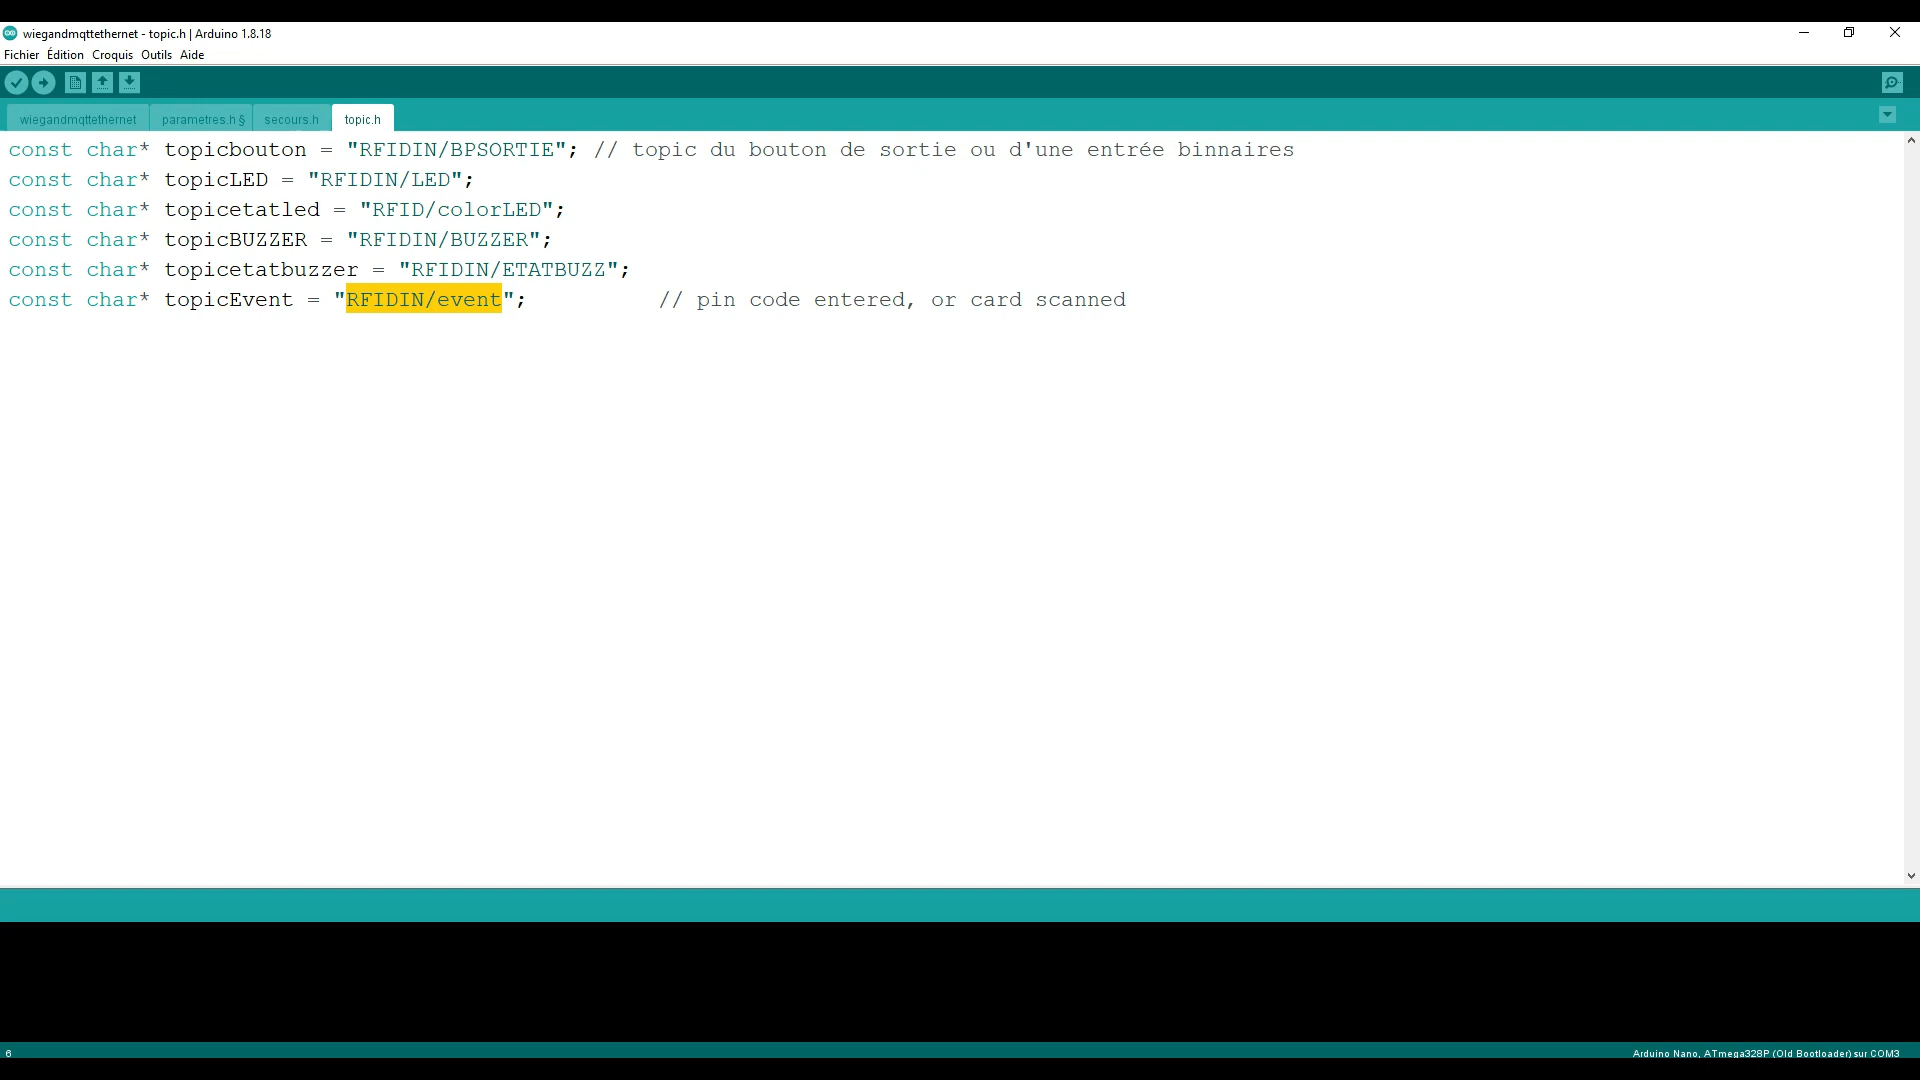 wiegandmqttethernet - topic.h | Arduino 1.8.18
Fichier Édition Croquis Outils Aide
wiegandmqttethernet parametres.h § secours.h topic.h
const char* topicbouton = "RFIDIN/BPSORTIE"; // topic du bouton de sortie ou d'une entrée binnaires
const char* topicLED = "RFIDIN/LED";
const char* topicetatled = "RFID/colorLED";
const char* topicBUZZER = "RFIDIN/BUZZER";
const char* topicetatbuzzer = "RFIDIN/ETATBUZZ";
const char* topicEvent = "RFIDIN/event"; // pin code entered, or card scanned
6 Arduino Nano, ATmega328P (Old Bootloader) sur COM3